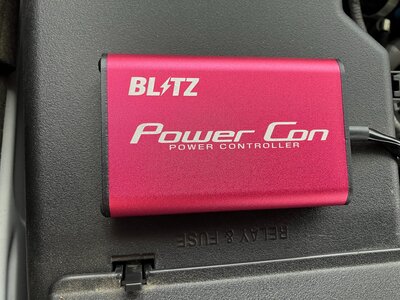 BLITZ
Power Con
POWER CONTROLLER
RELAY & FUSE